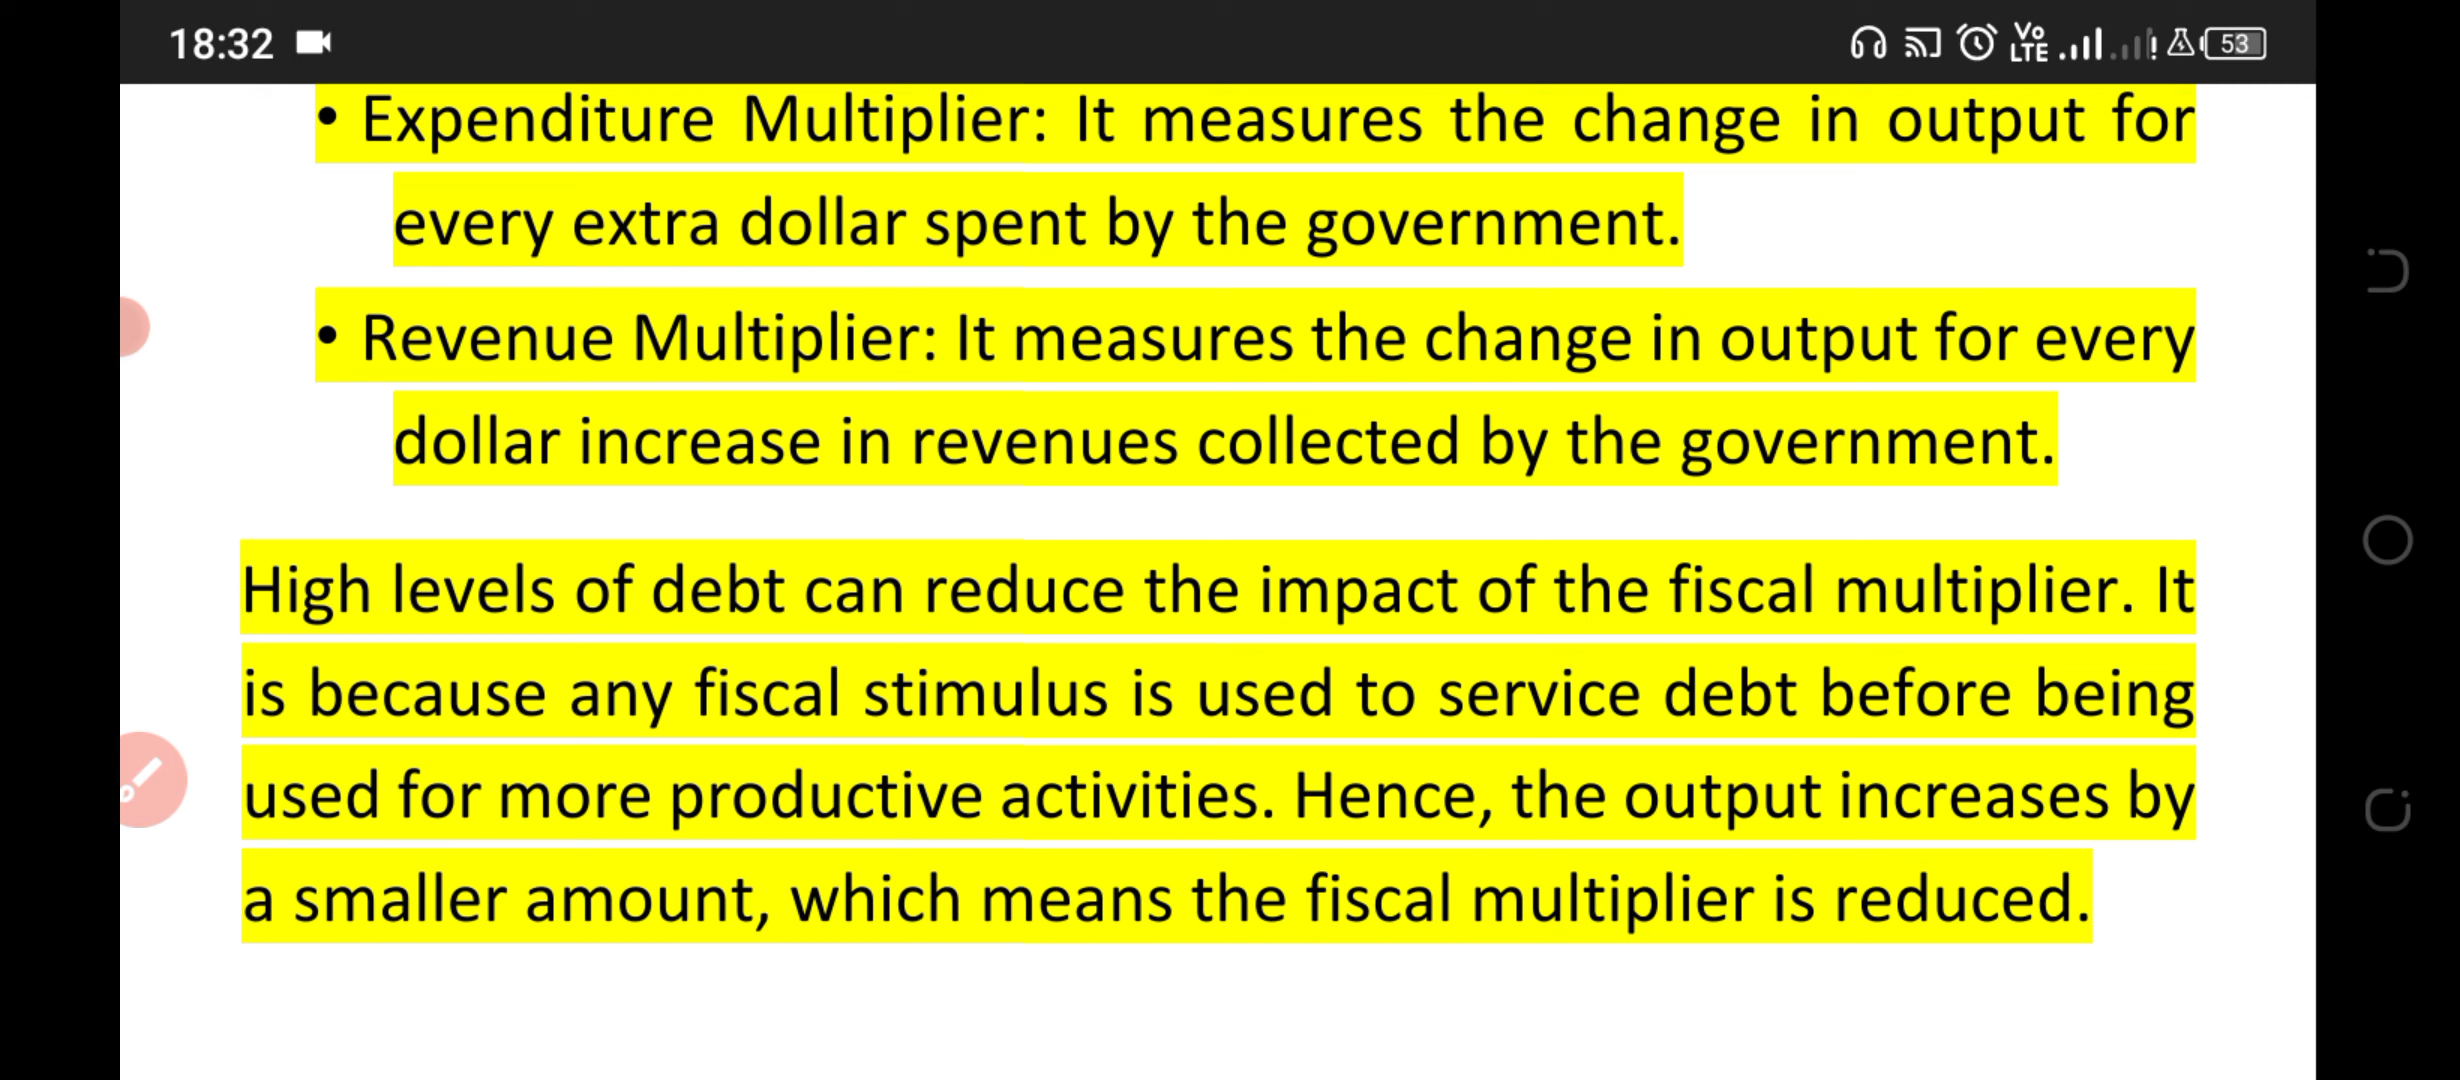 18:32
Vo LTE 53
• Expenditure Multiplier: It measures the change in output for
every extra dollar spent by the government.
• Revenue Multiplier: It measures the change in output for every
dollar increase in revenues collected by the government.
High levels of debt can reduce the impact of the fiscal multiplier. It
is because any fiscal stimulus is used to service debt before being
used for more productive activities. Hence, the output increases by
a smaller amount, which means the fiscal multiplier is reduced.